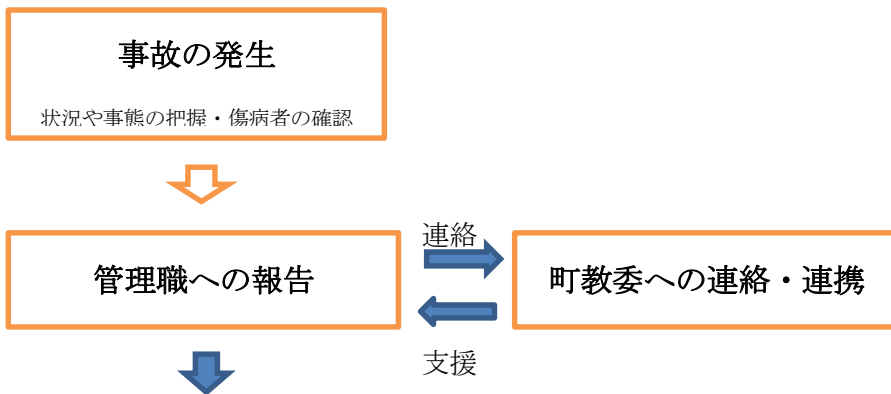 事故の発生
状況や事態の把握・傷病者の確認
連絡
管理職への報告
町教委への連絡・連携
支援